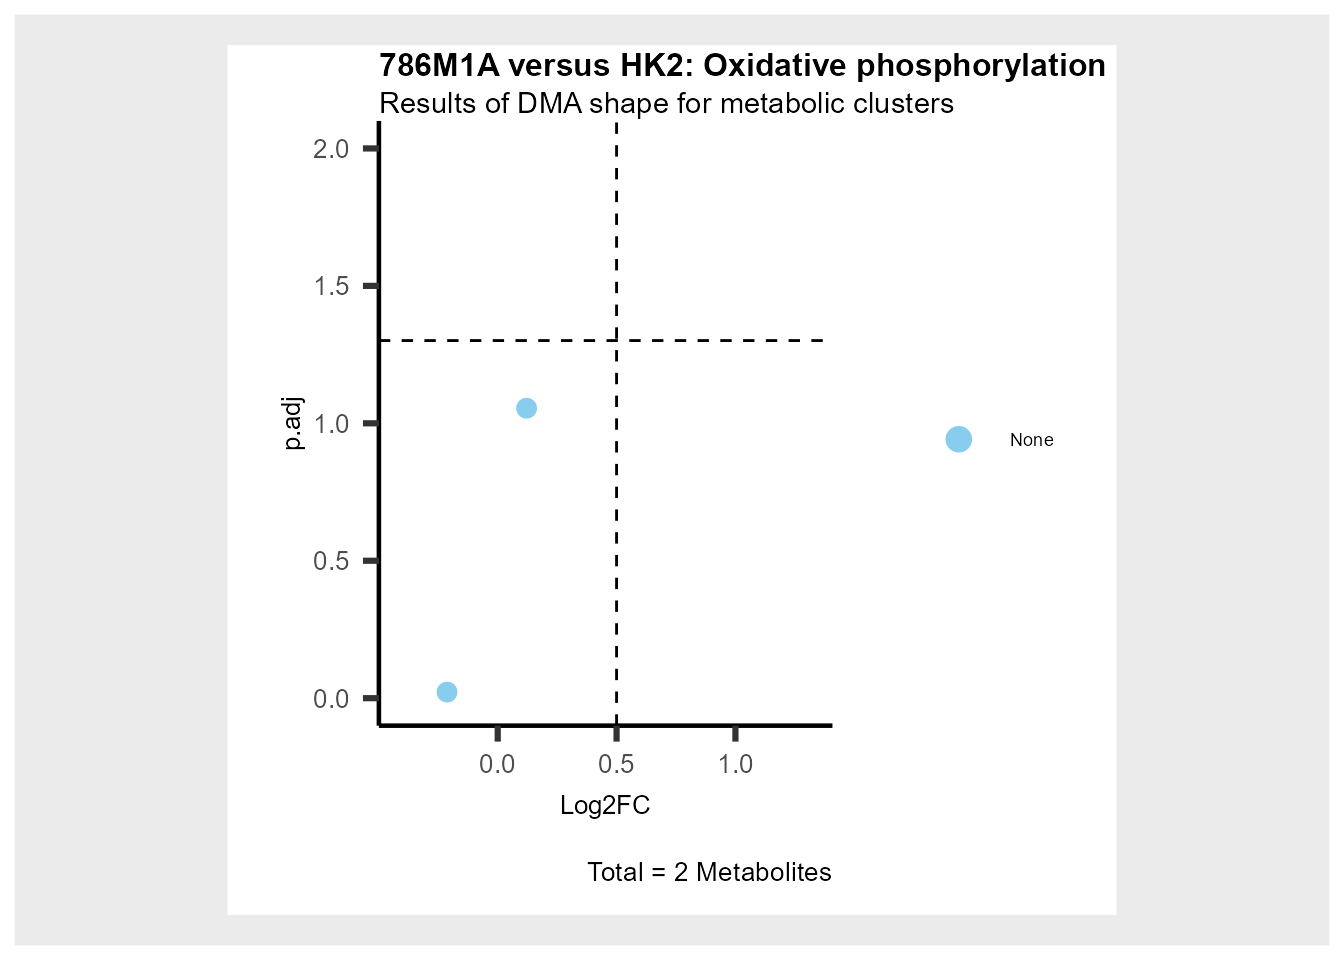 786M1A versus HK2: Oxidative phosphorylation
Results of DMA shape for metabolic clusters
2.0
1.5
1.0
0.5
0.0
p.adj
None
0.0 0.5 1.0
Log2FC
Total = 2 Metabolites